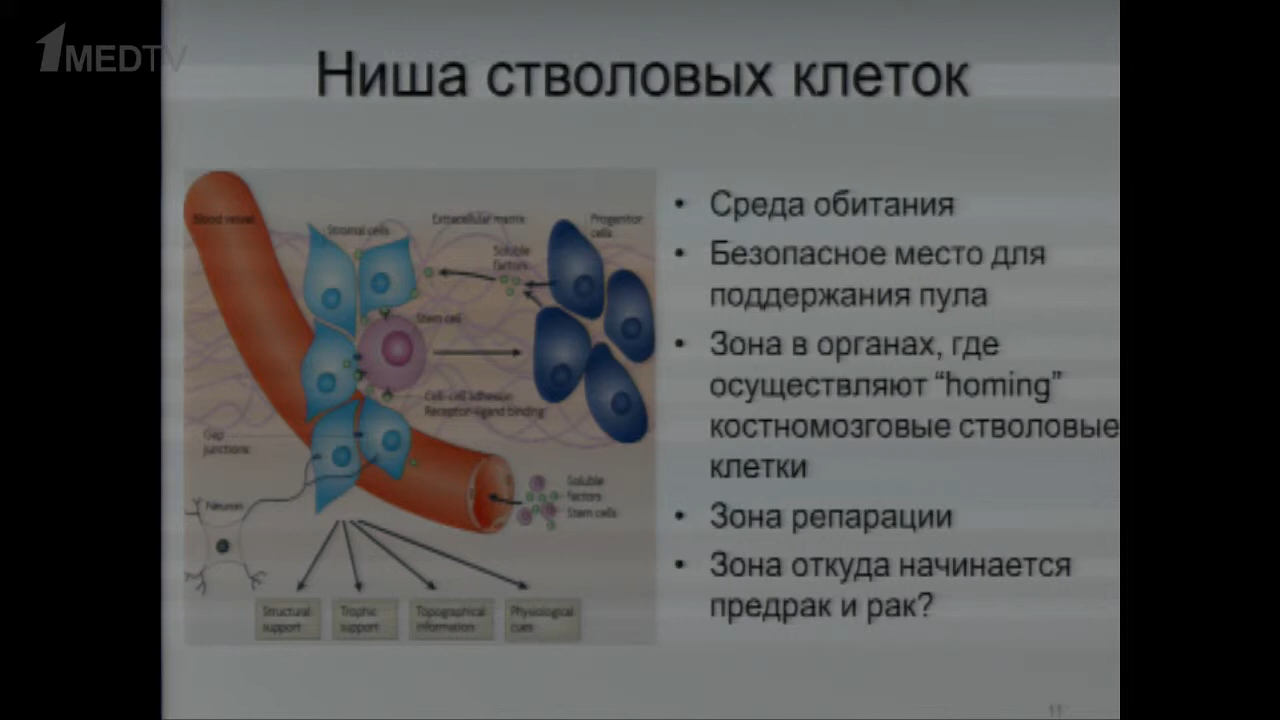 1MEDTV
Ниша стволовых клеток
Blood vessel
Stromal cells
Extracellular matrix
Progenitor
cells
Soluble
factors
Stem cell
Cell-cell adhesion
Receptor-ligand binding
Gap
junctions
Neuron
Soluble
factors
Stem cells
Structural
support
Trophic
support
Topographical
information
Physiological
cues
• Среда обитания
• Безопасное место для
поддержания пула
• Зона в органах, где
осуществляют “homing”
костномозговые стволовые
клетки
• Зона репарации
• Зона откуда начинается
предрак и рак?
11